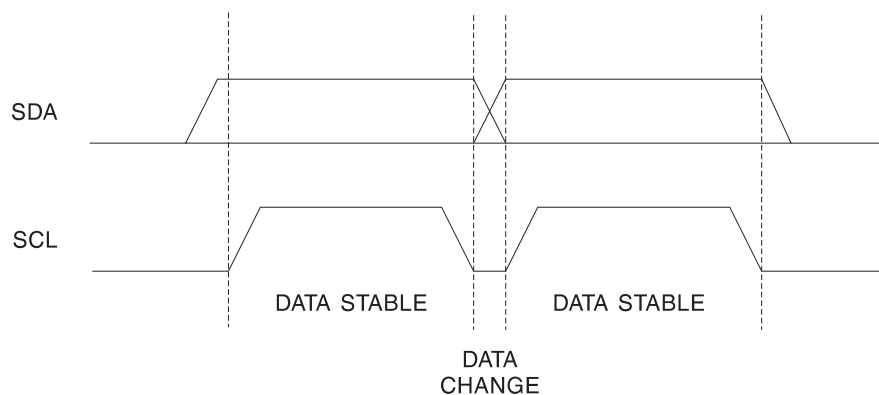 SDA
SCL
DATA STABLE
DATA STABLE
DATA
CHANGE